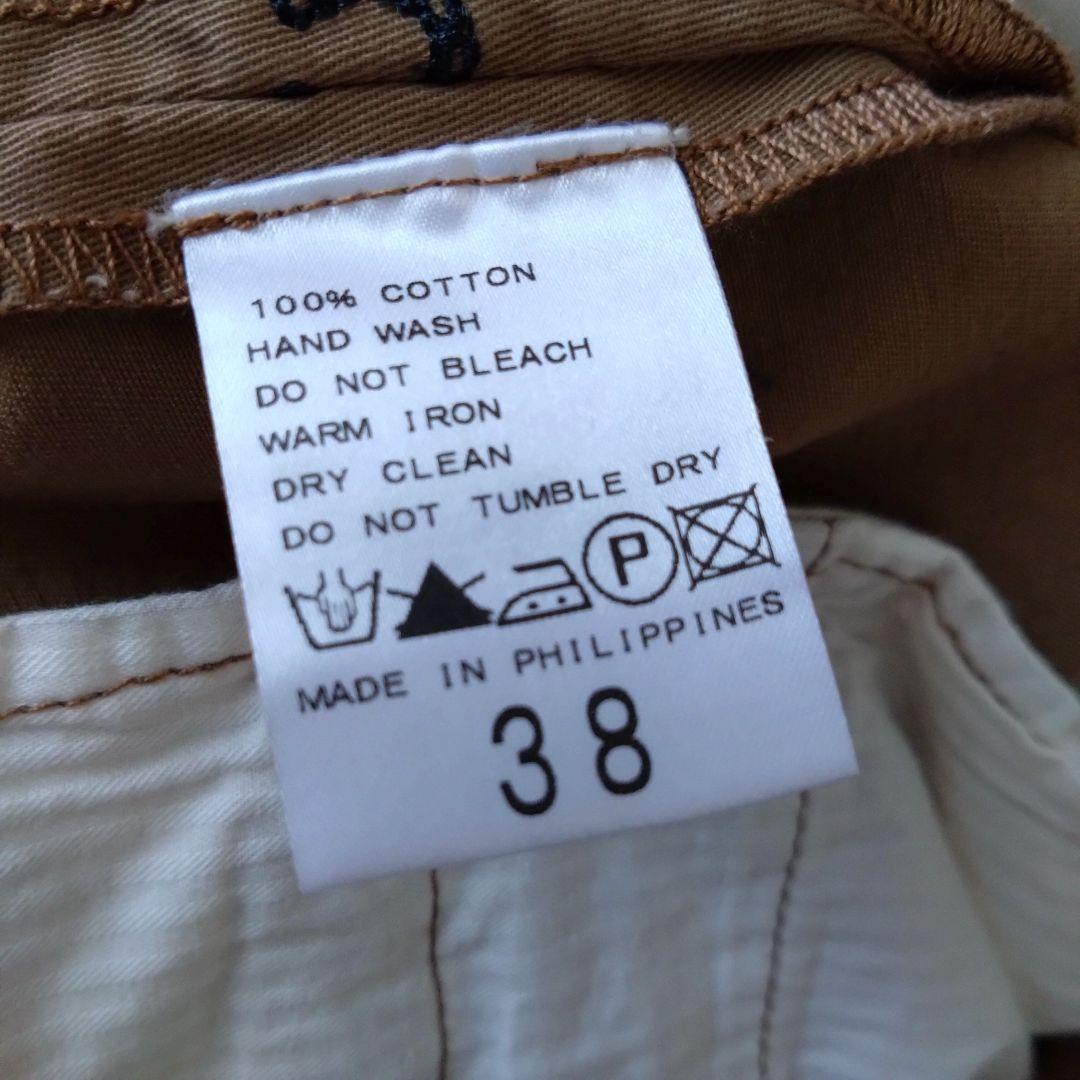 100% COTTON
HAND WASH
DO NOT BLEACH
WARM IRON
DRY CLEAN
DO NOT TUMBLE DRY
P
MADE IN PHILIPPINES
38